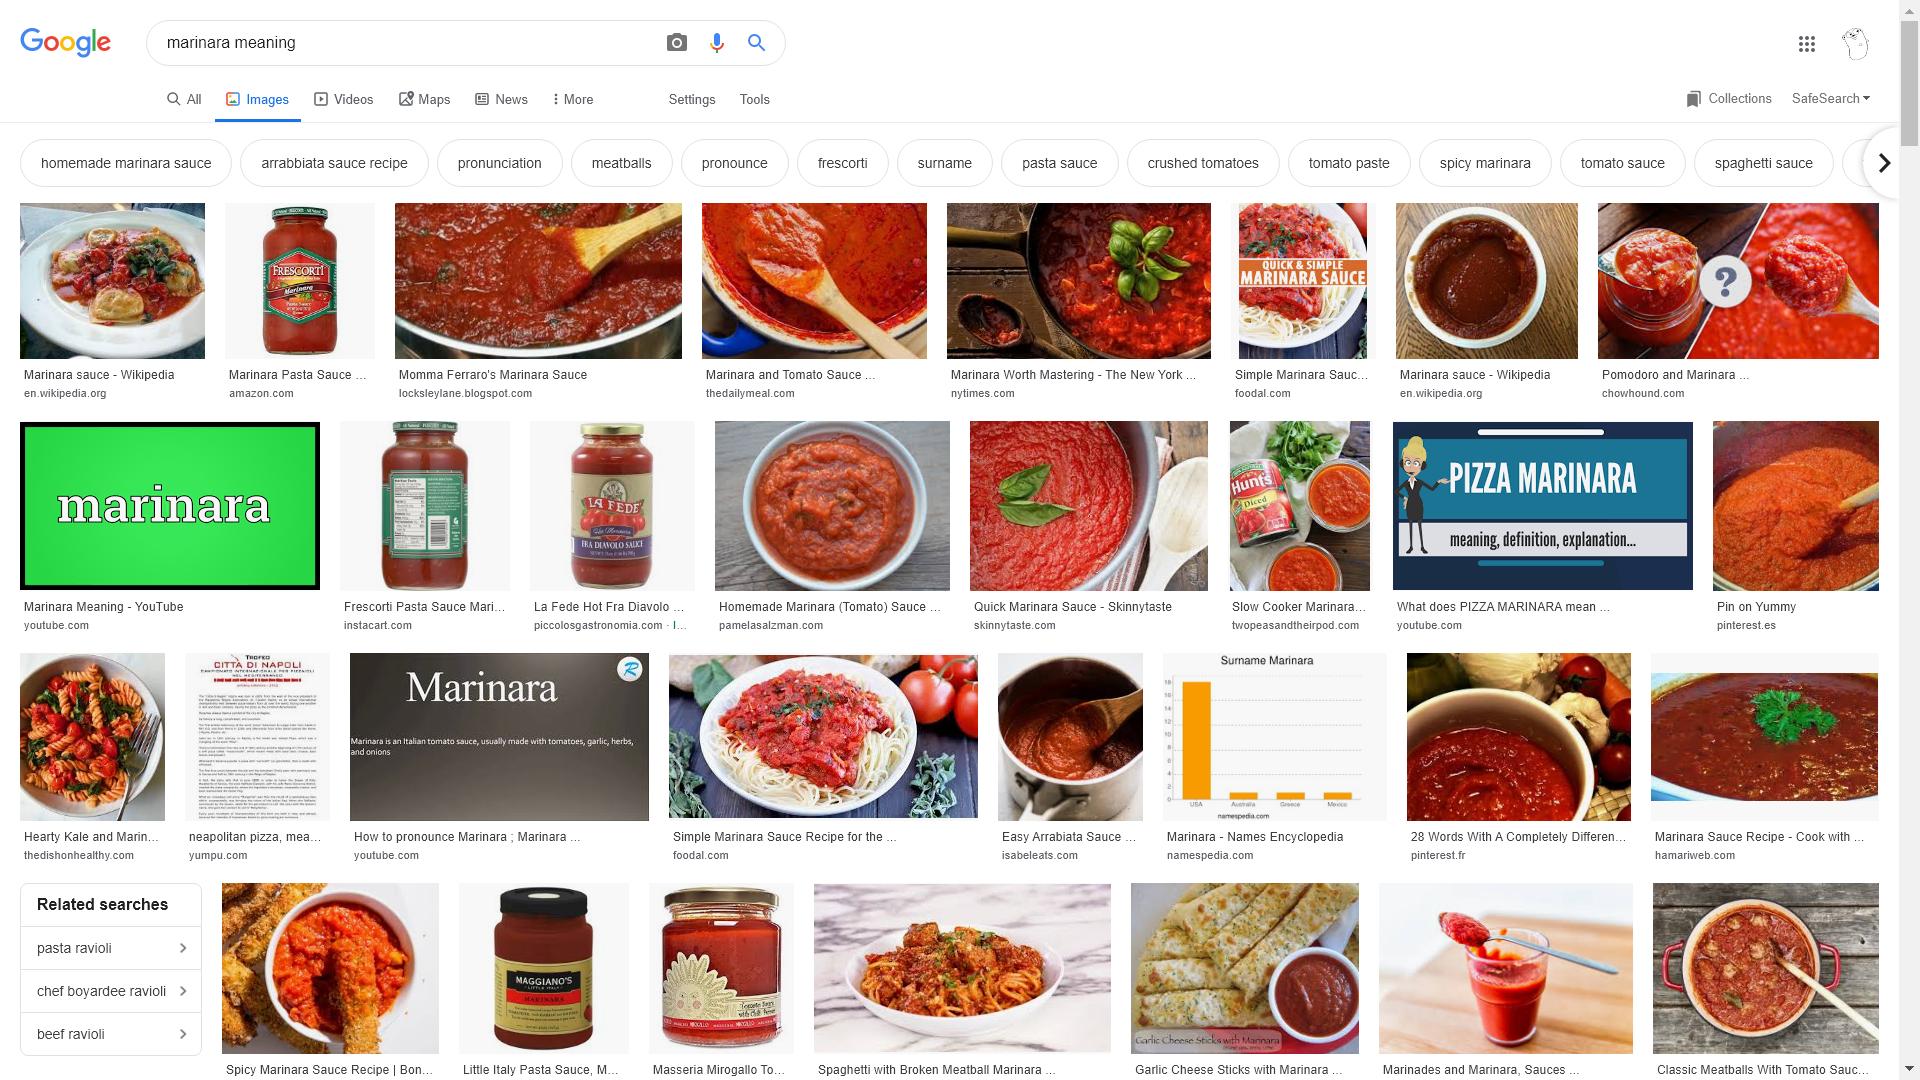 Google
marinara meaning
All
Images
Videos
Maps
News
More
Settings
Tools
Collections
SafeSearch
homemade marinara sauce
arrabbiata sauce recipe
pronunciation
meatballs
pronounce
frescorti
surname
pasta sauce
crushed tomatoes
tomato paste
spicy marinara
tomato sauce
spaghetti sauce
FRESCORTI
Marinara
QUICK & SIMPLE
MARINARA SAUCE
?
Marinara sauce - Wikipedia
en.wikipedia.org
Marinara Pasta Sauce ...
amazon.com
Momma Ferraro's Marinara Sauce
locksleylane.blogspot.com
Marinara and Tomato Sauce ...
thedailymeal.com
Marinara Worth Mastering - The New York ...
nytimes.com
Simple Marinara Sauc...
foodal.com
Marinara sauce - Wikipedia
en.wikipedia.org
Pomodoro and Marinara ...
chowhound.com
marinara
LA FEDE
FRA DIAVOLO SAUCE
Hunt's
Diced
PIZZA MARINARA
meaning, definition, explanation...
Marinara Meaning - YouTube
youtube.com
Frescorti Pasta Sauce Mari...
instacart.com
La Fede Hot Fra Diavolo ...
piccolosgastronomia.com · I...
Homemade Marinara (Tomato) Sauce ...
pamelasalzman.com
Quick Marinara Sauce - Skinnytaste
skinnytaste.com
Slow Cooker Marinara...
twopeasandtheirpod.com
What does PIZZA MARINARA mean ...
youtube.com
Pin on Yummy
pinterest.es
TROFEO
CITTÀ DI NAPOLI
Marinara
R
Marinara is an Italian tomato sauce, usually made with tomatoes, garlic, herbs,
and onions
Surname Marinara
18
16
14
12
10
8
6
4
2
0
USA
Australia
Greece
Mexico
namespedia.com
Hearty Kale and Marin...
thedishonhealthy.com
neapolitan pizza, mea...
yumpu.com
How to pronounce Marinara ; Marinara ...
youtube.com
Simple Marinara Sauce Recipe for the ...
foodal.com
Easy Arrabiata Sauce ...
isabeleats.com
Marinara - Names Encyclopedia
namespedia.com
28 Words With A Completely Differen...
pinterest.fr
Marinara Sauce Recipe - Cook with ...
hamariweb.com
Related searches
pasta ravioli
chef boyardee ravioli
beef ravioli
MAGGIANO'S
LITTLE ITALY
MARINARA
Garlic Cheese Sticks with Marinara
Spicy Marinara Sauce Recipe | Bon...
Little Italy Pasta Sauce, M...
Masseria Mirogallo To...
Spaghetti with Broken Meatball Marinara ...
Garlic Cheese Sticks with Marinara ...
Marinades and Marinara, Sauces ...
Classic Meatballs With Tomato Sauc...